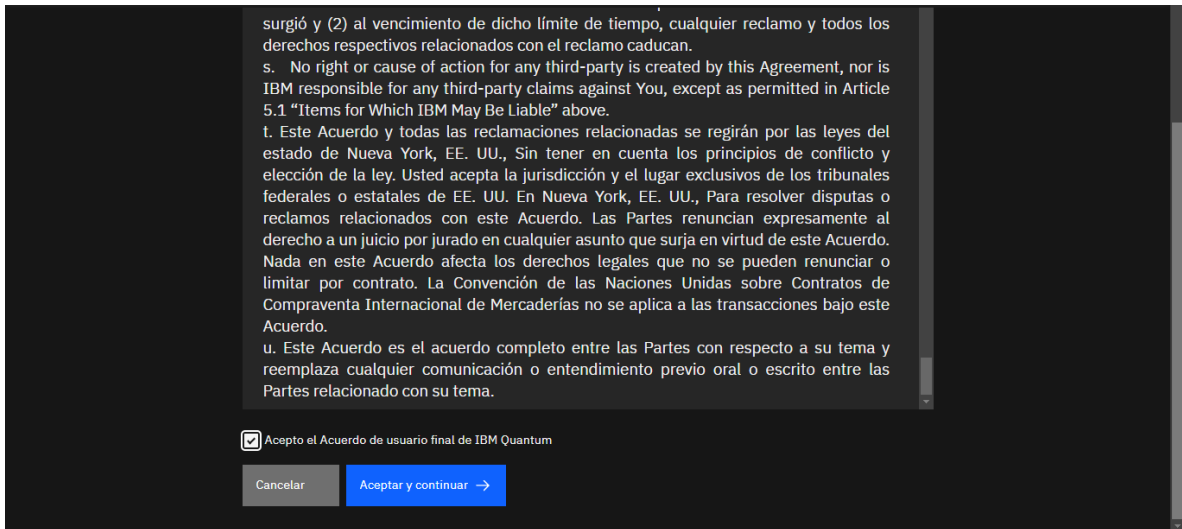 surgió y (2) al vencimiento de dicho límite de tiempo, cualquier reclamo y todos los
derechos respectivos relacionados con el reclamo caducan.
s. No right or cause of action for any third-party is created by this Agreement, nor is
IBM responsible for any third-party claims against You, except as permitted in Article
5.1 “Items for Which IBM May Be Liable” above.
t. Este Acuerdo y todas las reclamaciones relacionadas se regirán por las leyes del
estado de Nueva York, EE. UU., Sin tener en cuenta los principios de conflicto y
elección de la ley. Usted acepta la jurisdicción y el lugar exclusivos de los tribunales
federales o estatales de EE. UU. En Nueva York, EE. UU., Para resolver disputas o
reclamos relacionados con este Acuerdo. Las Partes renuncian expresamente al
derecho a un juicio por jurado en cualquier asunto que surja en virtud de este Acuerdo.
Nada en este Acuerdo afecta los derechos legales que no se pueden renunciar o
limitar por contrato. La Convención de las Naciones Unidas sobre Contratos de
Compraventa Internacional de Mercaderías no se aplica a las transacciones bajo este
Acuerdo.
u. Este Acuerdo es el acuerdo completo entre las Partes con respecto a su tema y
reemplaza cualquier comunicación o entendimiento previo oral o escrito entre las
Partes relacionado con su tema.
Acepto el Acuerdo de usuario final de IBM Quantum
Cancelar
Aceptar y continuar →